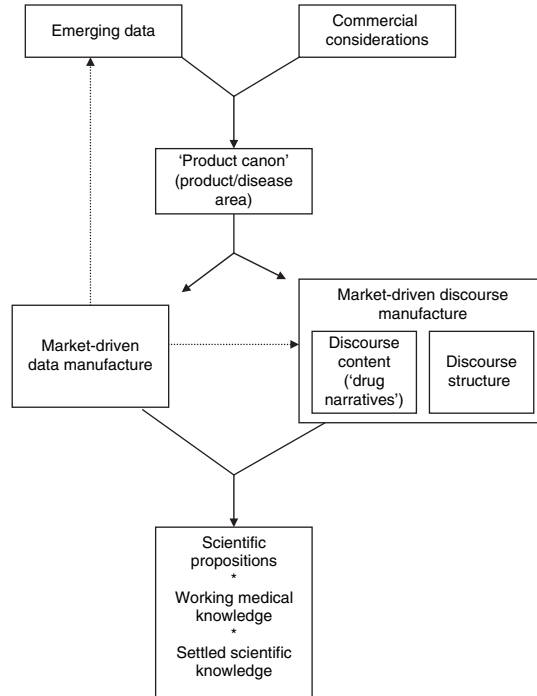 Emerging data
Commercial
considerations
‘Product canon’
(product/disease
area)
Market-driven
data manufacture
Market-driven discourse
manufacture
Discourse
content
(‘drug
narratives’)
Discourse
structure
Scientific
propositions
*
Working medical
knowledge
*
Settled scientific
knowledge